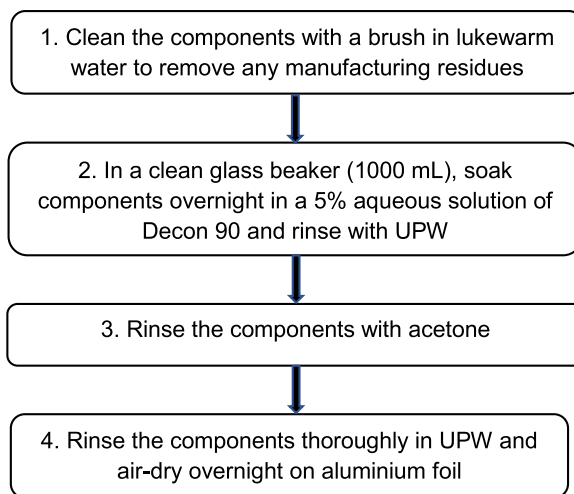 1. Clean the components with a brush in lukewarm
water to remove any manufacturing residues
2. In a clean glass beaker (1000 mL), soak
components overnight in a 5% aqueous solution of
Decon 90 and rinse with UPW
3. Rinse the components with acetone
4. Rinse the components thoroughly in UPW and
air-dry overnight on aluminium foil